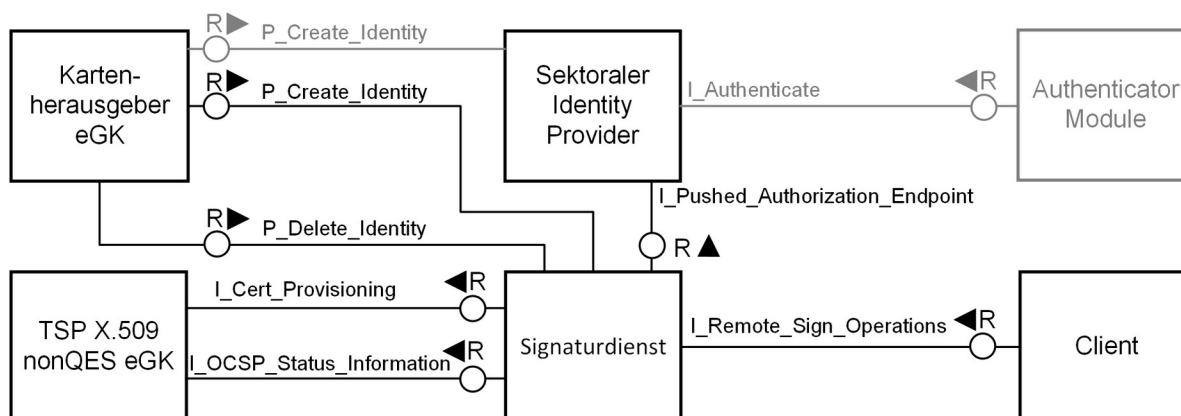 R
P_Create_Identity
Karten-
herausgeber
eGK
R
P_Create_Identity
Sektoraler
Identity
Provider
I_Authenticate
R
Authenticator
Module
I_Pushed_Authorization_Endpoint
R
P_Delete_Identity
R
TSP X.509
nonQES eGK
I_Cert_Provisioning
R
I_OCSP_Status_Information
R
Signaturdienst
I_Remote_Sign_Operations
R
Client